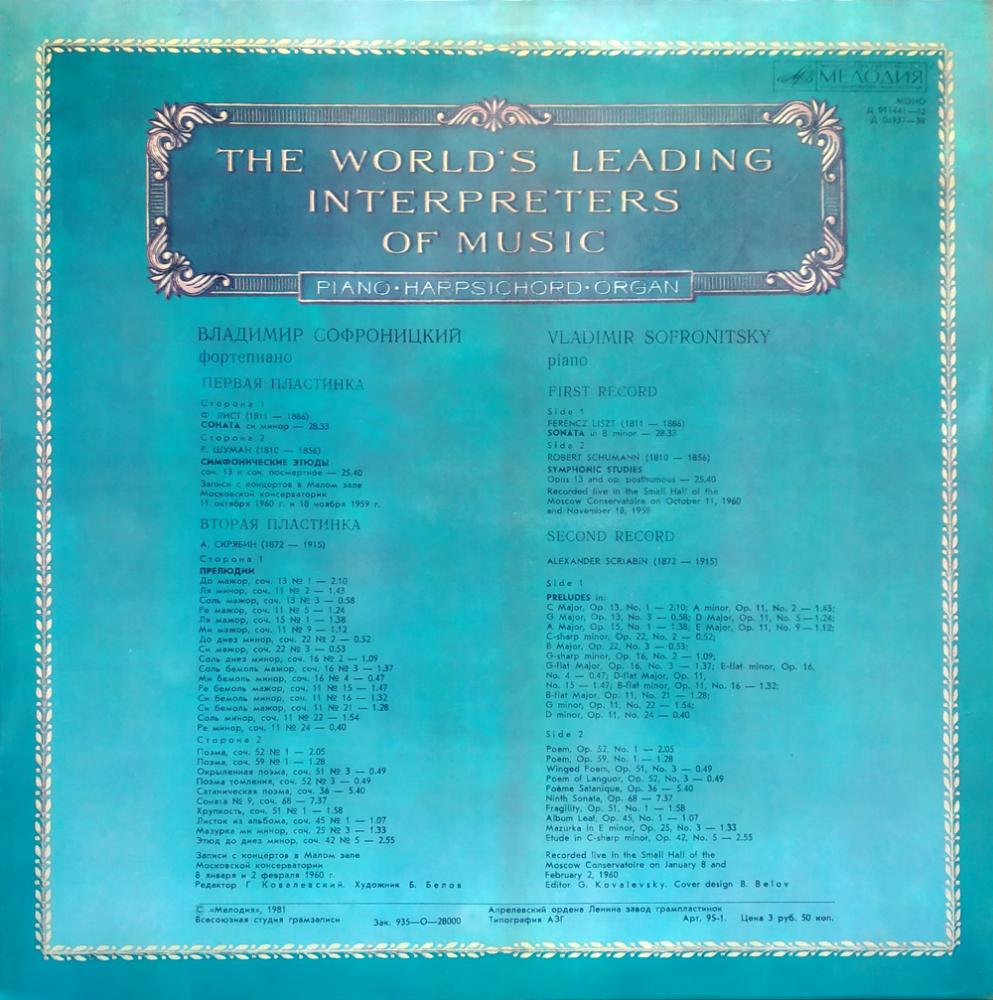 МЕЛОДИЯ
МОНО
Д 011441—42
Д 04937—38
THE WORLD'S LEADING
INTERPRETERS
OF MUSIC
PIANO·HARPSICHORD·ORGAN
ВЛАДИМИР СОФРОНИЦКИЙ
фортепиано
ПЕРВАЯ ПЛАСТИНКА
Сторона 1
Ф. ЛИСТ (1811 — 1886)
СОНАТА си минор — 28.33
Сторона 2
Р. ШУМАН (1810 — 1856)
СИМФОНИЧЕСКИЕ ЭТЮДЫ
соч. 13 и соч. посмертное — 25.40
Записи с концертов в Малом зале
Московской консерватории
11 октября 1960 г. и 18 ноября 1959 г.
ВТОРАЯ ПЛАСТИНКА
А. СКРЯБИН (1872 — 1915)
Сторона 1
ПРЕЛЮДИИ
До мажор, соч. 13 № 1 — 2.10
Ля минор, соч. 11 № 2 — 1.43
Соль мажор, соч. 13 № 3 — 0.58
Ре мажор, соч. 11 № 5 — 1.24
Ля мажор, соч. 15 № 1 — 1.38
Ми мажор, соч. 11 № 9 — 1.12
До диез минор, соч. 22 № 2 — 0.52
Си мажор, соч. 22 № 3 — 0.53
Соль диез минор, соч. 16 № 2 — 1.09
Соль бемоль мажор, соч. 16 № 3 — 1.37
Ми бемоль минор, соч. 16 № 4 — 0.47
Ре бемоль мажор, соч. 11 № 15 — 1.47
Си бемоль минор, соч. 11 № 16 — 1.32
Си бемоль мажор, соч. 11 № 21 — 1.28
Соль минор, соч. 11 № 22 — 1.54
Ре минор, соч. 11 № 24 — 0.40
Сторона 2
Поэма, соч. 52 № 1 — 2.05
Поэма, соч. 59 № 1 — 1.28
Окрыленная поэма, соч. 51 № 3 — 0.49
Поэма томления, соч. 52 № 3 — 0.49
Сатаническая поэма, соч. 36 — 5.40
Соната № 9, соч. 68 — 7.37
Хрупкость, соч. 51 № 1 — 1.58
Листок из альбома, соч. 45 № 1 — 1.07
Мазурка ми минор, соч. 25 № 3 — 1.33
Этюд до диез минор, соч. 42 № 5 — 2.55
Записи с концертов в Малом зале
Московской консерватории
8 января и 2 февраля 1960 г.
Редактор Г. Ковалевский. Художник Б. Белов
VLADIMIR SOFRONITSKY
piano
FIRST RECORD
Side 1
FERENCZ LISZT (1811 — 1886)
SONATA in B minor — 28.33
Side 2
ROBERT SCHUMANN (1810 — 1856)
SYMPHONIC STUDIES
Opus 13 and op. posthumous — 25.40
Recorded live in the Small Hall of the
Moscow Conservatoire on October 11, 1960
and November 18, 1959
SECOND RECORD
ALEXANDER SCRIABIN (1872 — 1915)
Side 1
PRELUDES in:
C Major, Op. 13, No. 1 — 2.10; A minor, Op. 11, No. 2 — 1.43;
G Major, Op. 13, No. 3 — 0.58; D Major, Op. 11, No. 5 — 1.24;
A Major, Op. 15, No. 1 — 1.38; E Major, Op. 11, No. 9 — 1.12;
C-sharp minor, Op. 22, No. 2 — 0.52;
B Major, Op. 22, No. 3 — 0.53;
G-sharp minor, Op. 16, No. 2 — 1.09;
G-flat Major, Op. 16, No. 3 — 1.37; E-flat minor, Op. 16,
No. 4 — 0.47; D-flat Major, Op. 11,
No. 15 — 1.47; B-flat minor, Op. 11, No. 16 — 1.32;
B-flat Major, Op. 11, No. 21 — 1.28;
G minor, Op. 11, No. 22 — 1.54;
D minor, Op. 11, No. 24 — 0.40
Side 2
Poem, Op. 52, No. 1 — 2.05
Poem, Op. 59, No. 1 — 1.28
Winged Poem, Op. 51, No. 3 — 0.49
Poem of Languor, Op. 52, No. 3 — 0.49
Poème Satanique, Op. 36 — 5.40
Ninth Sonata, Op. 68 — 7.37
Fragility, Op. 51, No. 1 — 1.58
Album Leaf, Op. 45, No. 1 — 1.07
Mazurka in E minor, Op. 25, No. 3 — 1.33
Etude in C-sharp minor, Op. 42, No. 5 — 2.55
Recorded live in the Small Hall of the
Moscow Conservatoire on January 8 and
February 2, 1960
Editor G. Kovalevsky. Cover design B. Belov
© «Мелодия», 1981
Всесоюзная студия грамзаписи
Зак. 935—О—28000
Апрелевский ордена Ленина завод грампластинок
Типография АЗГ
Арт. 95-1. Цена 3 руб. 50 коп.